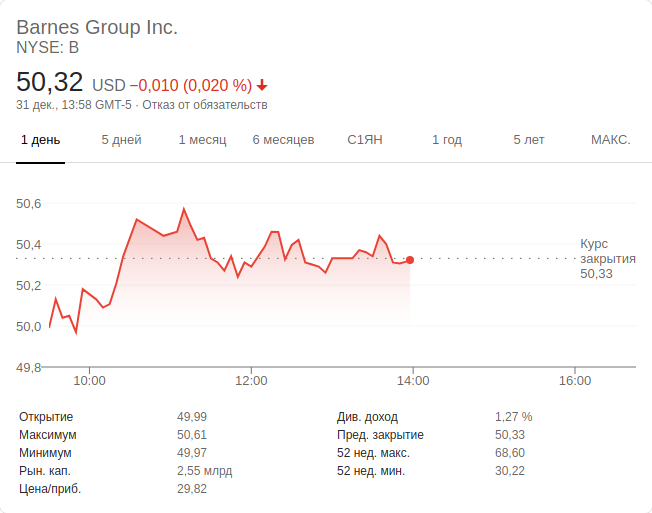 Barnes Group Inc.
NYSE: B
50,32 USD −0,010 (0,020 %)
31 дек., 13:58 GMT-5 · Отказ от обязательств
1 день 5 дней 1 месяц 6 месяцев С1ЯН 1 год 5 лет МАКС.
50,6
50,4
50,2
50,0
49,8
Курс
закрытия
50,33
10:00 12:00 14:00 16:00
Открытие 49,99 Див. доход 1,27 %
Максимум 50,61 Пред. закрытие 50,33
Минимум 49,97 52 нед. макс. 68,60
Рын. кап. 2,55 млрд 52 нед. мин. 30,22
Цена/приб. 29,82